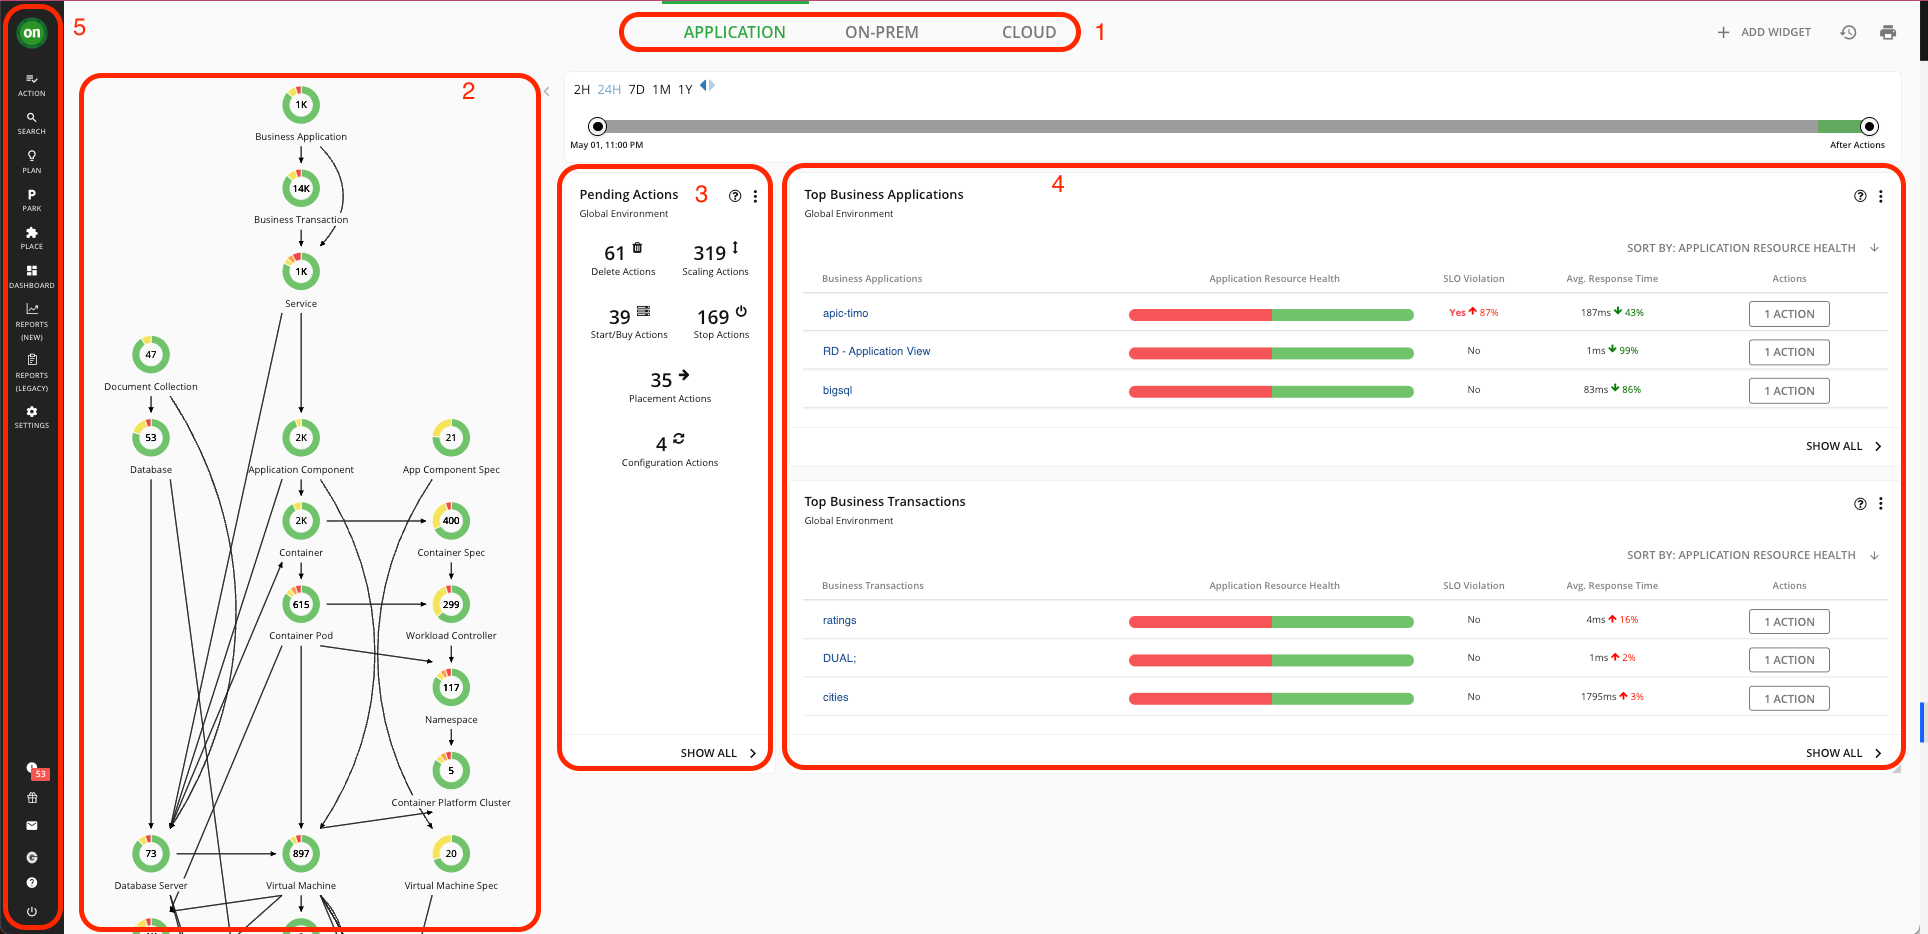 on
5
ACTION
SEARCH
PLAN
P
PARK
PLACE
DASHBOARD
REPORTS
(NEW)
REPORTS
(LEGACY)
SETTINGS
53
APPLICATION ON-PREM CLOUD
1
+ ADD WIDGET
2
1K
Business Application
14K
Business Transaction
1K
Service
47
Document Collection
53
Database
2K
Application Component
21
App Component Spec
2K
Container
400
Container Spec
615
Container Pod
299
Workload Controller
117
Namespace
5
Container Platform Cluster
73
Database Server
897
Virtual Machine
20
Virtual Machine Spec
2H 24H 7D 1M 1Y
May 01, 11:00 PM
After Actions
Pending Actions
3
Global Environment
61
Delete Actions
319
Scaling Actions
39
Start/Buy Actions
169
Stop Actions
35
Placement Actions
4
Configuration Actions
SHOW ALL
4
Top Business Applications
Global Environment
SORT BY: APPLICATION RESOURCE HEALTH
Business Applications Application Resource Health SLO Violation Avg. Response Time Actions
apic-timo Yes 87% 187ms 43% 1 ACTION
RD - Application View No 1ms 99% 1 ACTION
bigsql No 83ms 86% 1 ACTION
SHOW ALL
Top Business Transactions
Global Environment
SORT BY: APPLICATION RESOURCE HEALTH
Business Transactions Application Resource Health SLO Violation Avg. Response Time Actions
ratings No 4ms 16% 1 ACTION
DUAL; No 1ms 2% 1 ACTION
cities No 1795ms 3% 1 ACTION
SHOW ALL